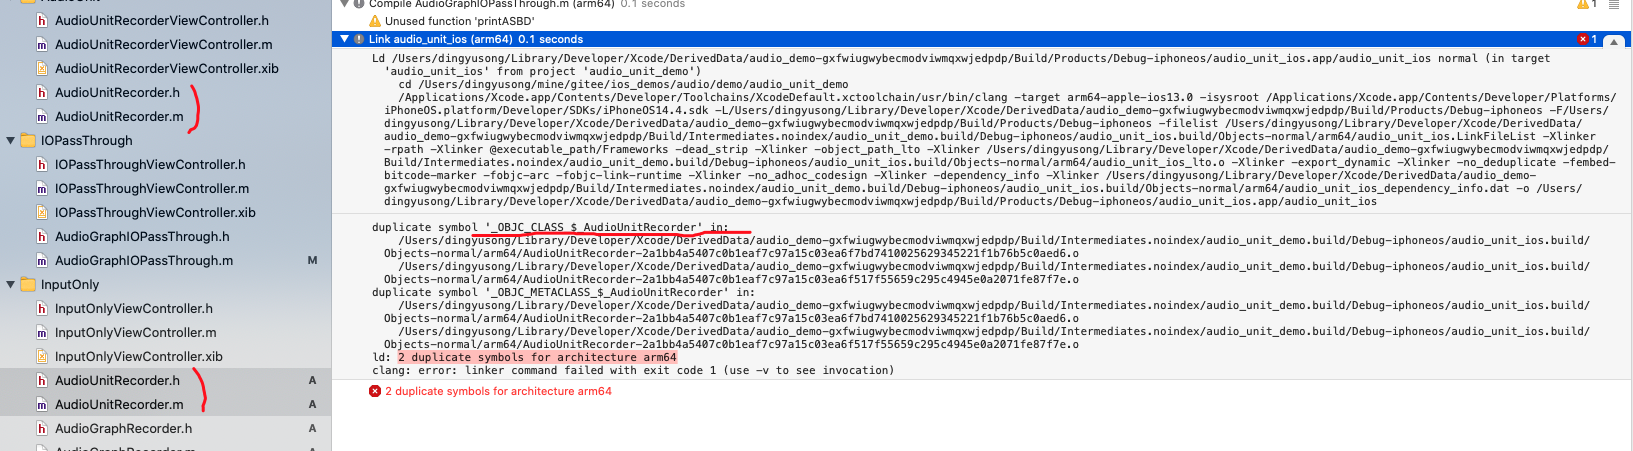 AudioUnit
AudioUnitRecorderViewController.h
AudioUnitRecorderViewController.m
AudioUnitRecorderViewController.xib
AudioUnitRecorder.h
AudioUnitRecorder.m
IOPassThrough
IOPassThroughViewController.h
IOPassThroughViewController.m
IOPassThroughViewController.xib
AudioGraphIOPassThrough.h
AudioGraphIOPassThrough.m M
InputOnly
InputOnlyViewController.h
InputOnlyViewController.m
InputOnlyViewController.xib
AudioUnitRecorder.h A
AudioUnitRecorder.m A
AudioGraphRecorder.h A
AudioGraphRecorder.m
Compile AudioGraphIOPassThrough.m (arm64) 0.1 seconds 1
Unused function 'printASBD'
Link audio_unit_ios (arm64) 0.1 seconds 1
Ld /Users/dingyusong/Library/Developer/Xcode/DerivedData/audio_demo-gxfwiugwybecmodviwmqxwjedpdp/Build/Products/Debug-iphoneos/audio_unit_ios.app/audio_unit_ios normal (in target
'audio_unit_ios' from project 'audio_unit_demo')
cd /Users/dingyusong/mine/gitee/ios_demos/audio_demo/audio_unit_demo
/Applications/Xcode.app/Contents/Developer/Toolchains/XcodeDefault.xctoolchain/usr/bin/clang -target arm64-apple-ios13.0 -isysroot /Applications/Xcode.app/Contents/Developer/Platforms/
iPhoneOS.platform/Developer/SDKs/iPhoneOS14.4.sdk -L/Users/dingyusong/Library/Developer/Xcode/DerivedData/audio_demo-gxfwiugwybecmodviwmqxwjedpdp/Build/Products/Debug-iphoneos -F/Users/
dingyusong/Library/Developer/Xcode/DerivedData/audio_demo-gxfwiugwybecmodviwmqxwjedpdp/Build/Products/Debug-iphoneos -filelist /Users/dingyusong/Library/Developer/Xcode/DerivedData/
audio_demo-gxfwiugwybecmodviwmqxwjedpdp/Build/Intermediates.noindex/audio_unit_demo.build/Debug-iphoneos/audio_unit_ios.build/Objects-normal/arm64/audio_unit_ios.LinkFileList -Xlinker
-rpath -Xlinker @executable_path/Frameworks -dead_strip -Xlinker -object_path_lto -Xlinker /Users/dingyusong/Library/Developer/Xcode/DerivedData/audio_demo-gxfwiugwybecmodviwmqxwjedpdp/
Build/Intermediates.noindex/audio_unit_demo.build/Debug-iphoneos/audio_unit_ios.build/Objects-normal/arm64/audio_unit_ios_lto.o -Xlinker -export_dynamic -Xlinker -no_deduplicate -fembed-
bitcode-marker -fobjc-arc -fobjc-link-runtime -Xlinker -no_adhoc_codesign -Xlinker -dependency_info -Xlinker /Users/dingyusong/Library/Developer/Xcode/DerivedData/audio_demo-
gxfwiugwybecmodviwmqxwjedpdp/Build/Intermediates.noindex/audio_unit_demo.build/Debug-iphoneos/audio_unit_ios.build/Objects-normal/arm64/audio_unit_ios_dependency_info.dat -o /Users/
dingyusong/Library/Developer/Xcode/DerivedData/audio_demo-gxfwiugwybecmodviwmqxwjedpdp/Build/Products/Debug-iphoneos/audio_unit_ios.app/audio_unit_ios
duplicate symbol '_OBJC_CLASS_$_AudioUnitRecorder' in:
/Users/dingyusong/Library/Developer/Xcode/DerivedData/audio_demo-gxfwiugwybecmodviwmqxwjedpdp/Build/Intermediates.noindex/audio_unit_demo.build/Debug-iphoneos/audio_unit_ios.build/
Objects-normal/arm64/AudioUnitRecorder-2a1bb4a5407c0b1eaf7c97a15c03ea6f7bd7410025629345221f1b76b5c0aed6.o
/Users/dingyusong/Library/Developer/Xcode/DerivedData/audio_demo-gxfwiugwybecmodviwmqxwjedpdp/Build/Intermediates.noindex/audio_unit_demo.build/Debug-iphoneos/audio_unit_ios.build/
Objects-normal/arm64/AudioUnitRecorder-2a1bb4a5407c0b1eaf7c97a15c03ea6f517f55659c295c4945e0a2071fe87f7e.o
duplicate symbol '_OBJC_METACLASS_$_AudioUnitRecorder' in:
/Users/dingyusong/Library/Developer/Xcode/DerivedData/audio_demo-gxfwiugwybecmodviwmqxwjedpdp/Build/Intermediates.noindex/audio_unit_demo.build/Debug-iphoneos/audio_unit_ios.build/
Objects-normal/arm64/AudioUnitRecorder-2a1bb4a5407c0b1eaf7c97a15c03ea6f7bd7410025629345221f1b76b5c0aed6.o
/Users/dingyusong/Library/Developer/Xcode/DerivedData/audio_demo-gxfwiugwybecmodviwmqxwjedpdp/Build/Intermediates.noindex/audio_unit_demo.build/Debug-iphoneos/audio_unit_ios.build/
Objects-normal/arm64/AudioUnitRecorder-2a1bb4a5407c0b1eaf7c97a15c03ea6f517f55659c295c4945e0a2071fe87f7e.o
ld: 2 duplicate symbols for architecture arm64
clang: error: linker command failed with exit code 1 (use -v to see invocation)
2 duplicate symbols for architecture arm64